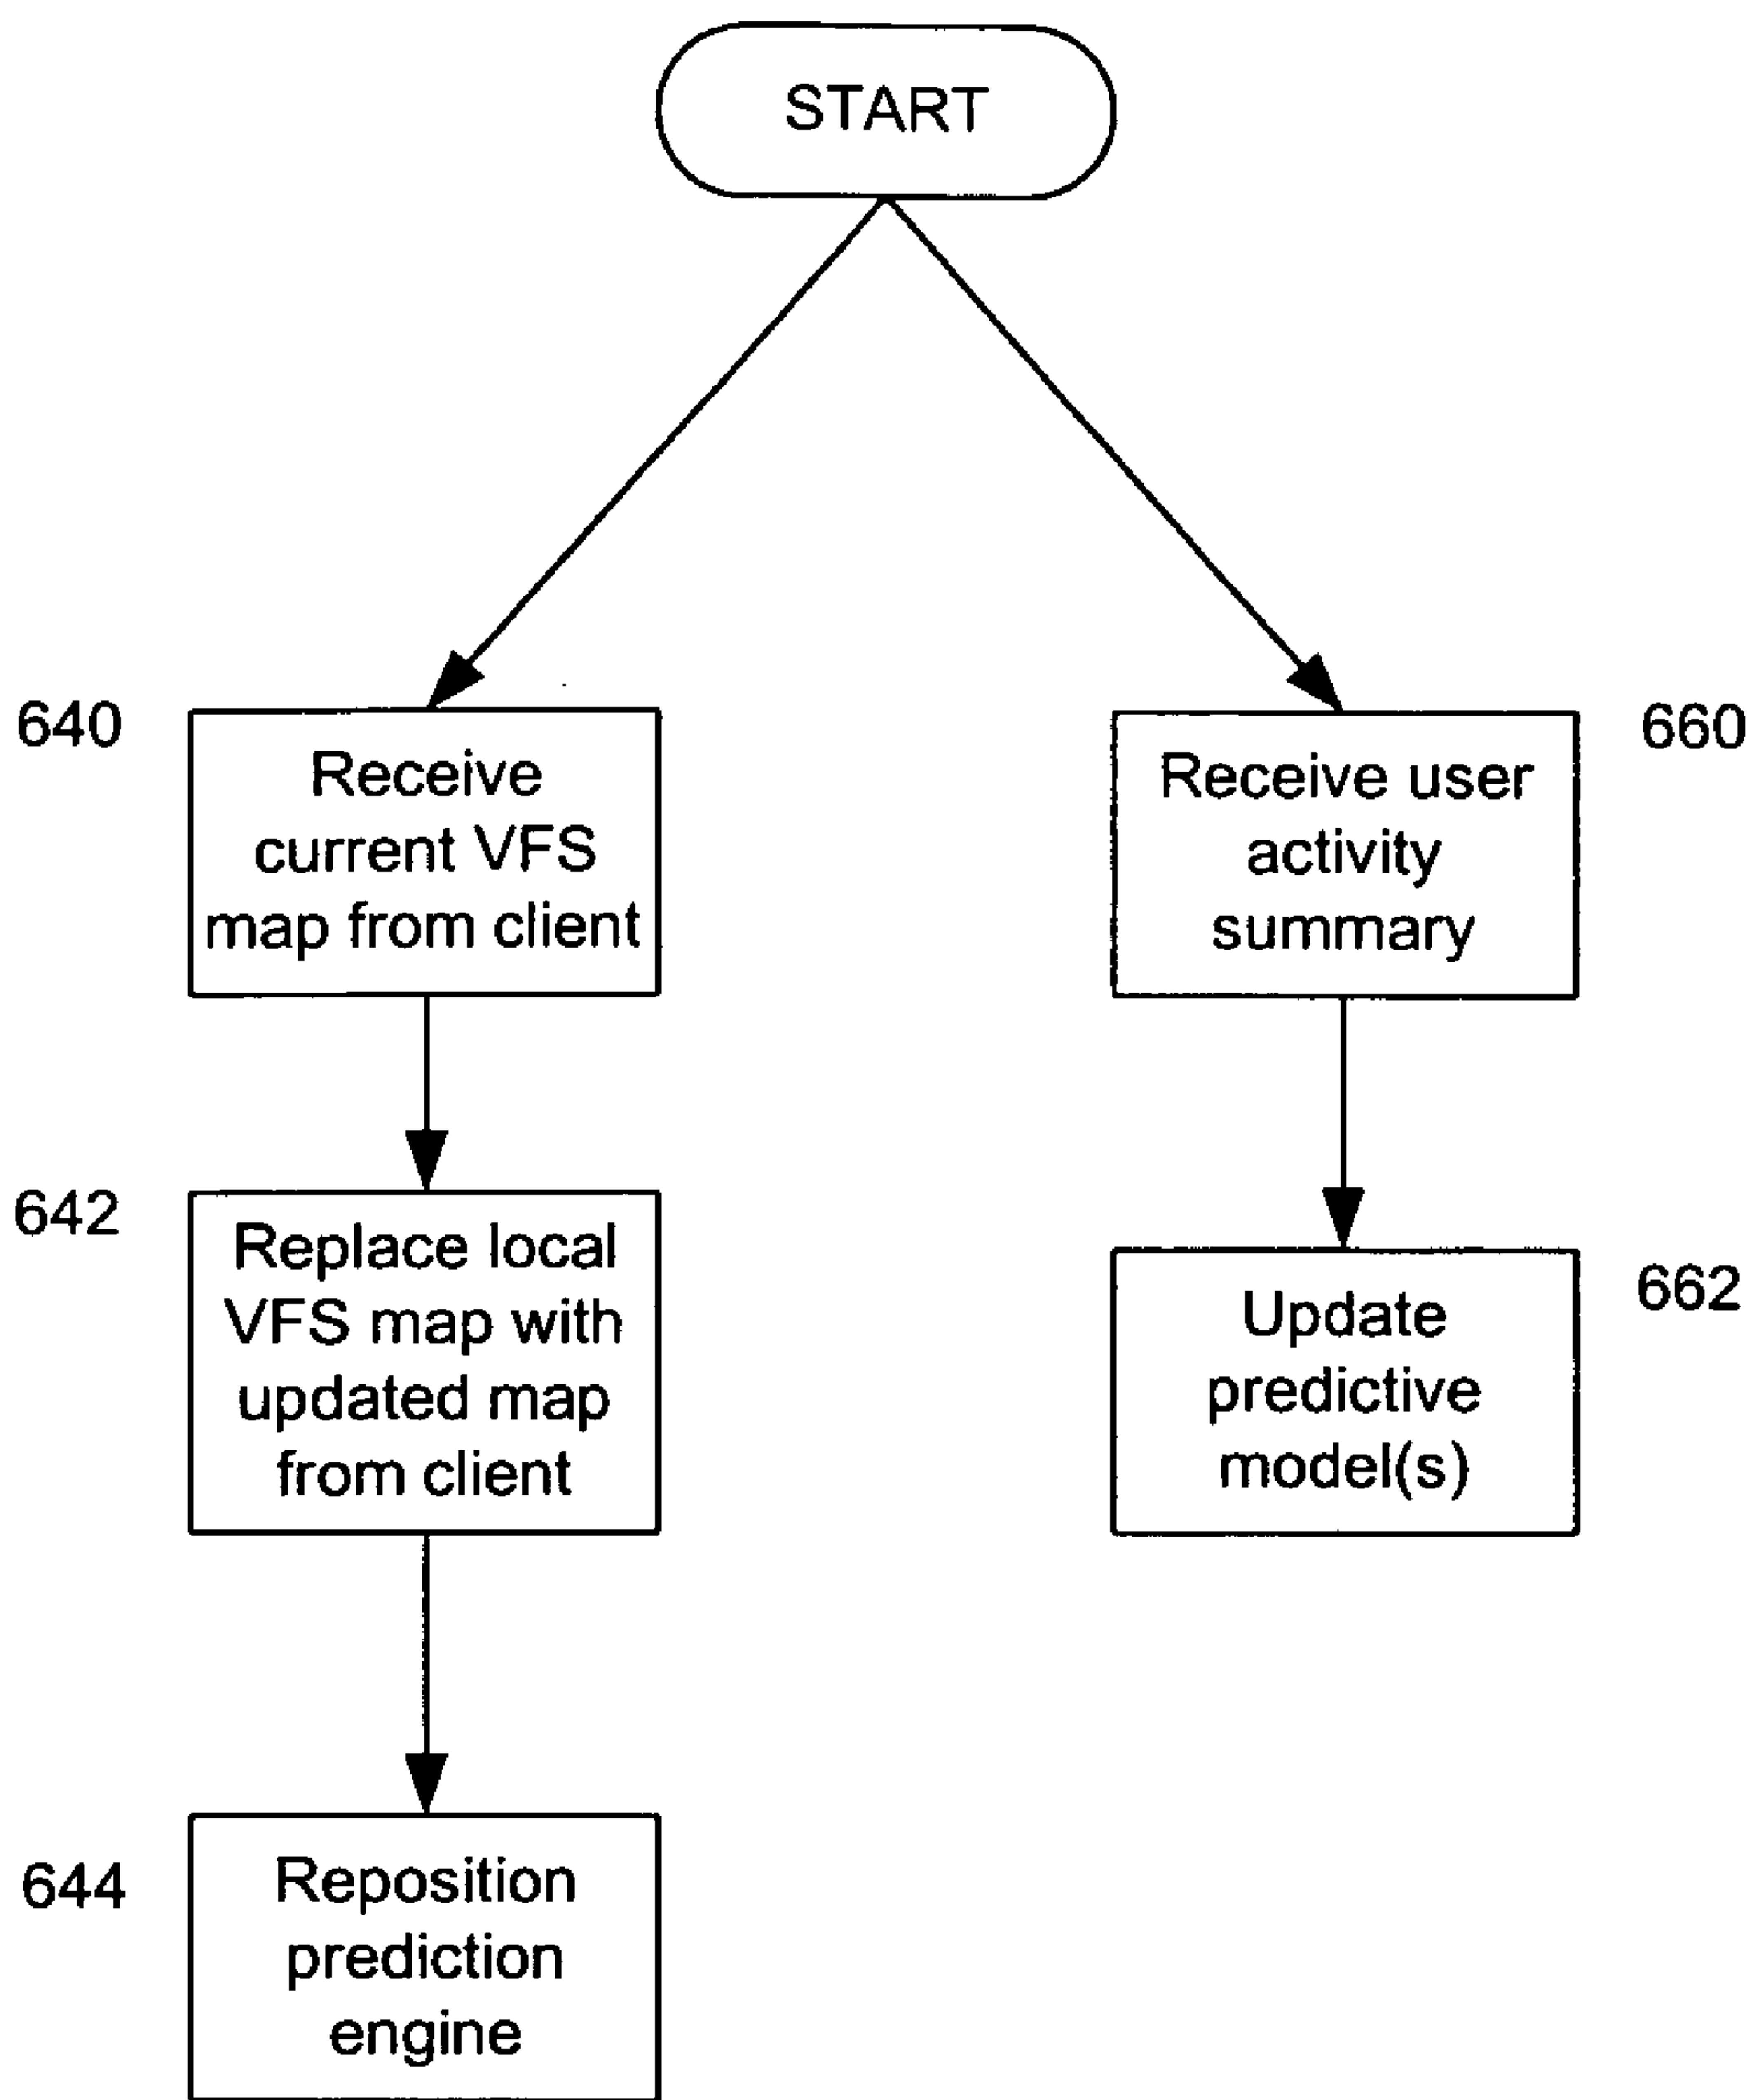 START
640
Receive
current VFS
map from client
660
Receive user
activity
summary
642
Replace local
VFS map with
updated map
from client
662
Update
predictive
model(s)
644
Reposition
prediction
engine